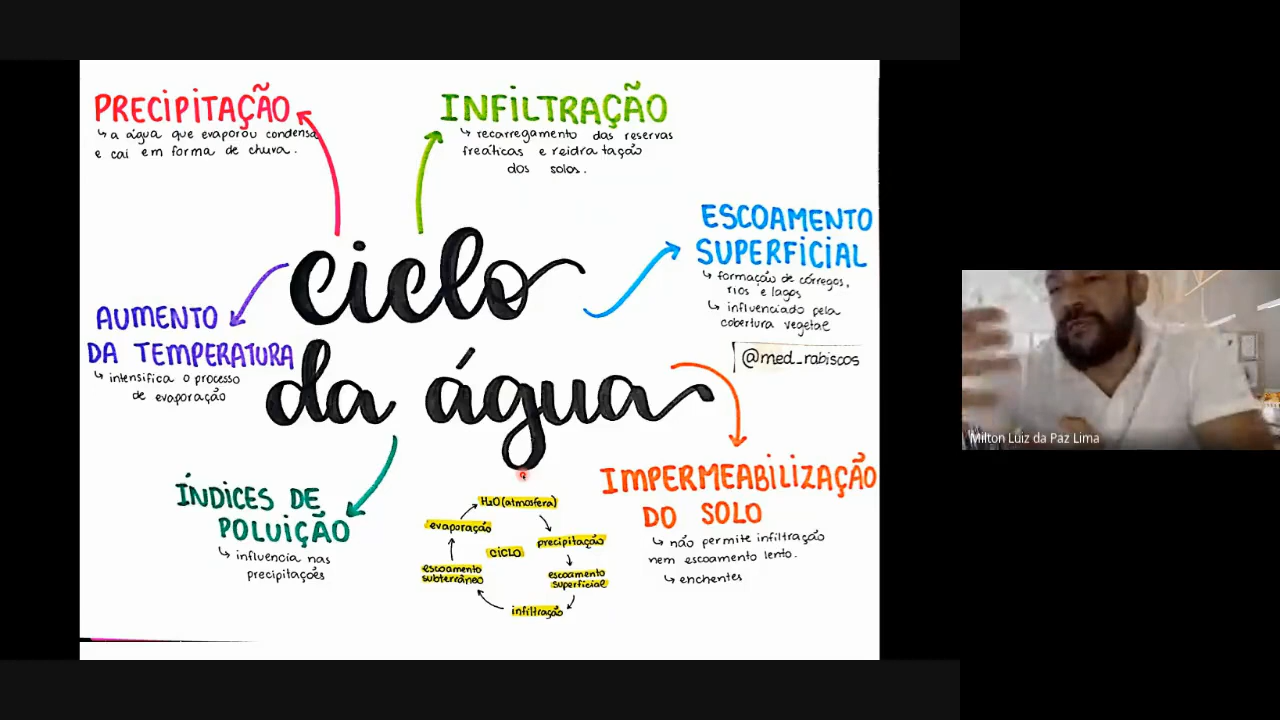 PRECIPITAÇÃO
↳ a água que evaporou condensa
e cai em forma de chuva.
INFILTRAÇÃO
↳ recarregamento das reservas
freáticas e reidratação
dos solos.
ESCOAMENTO
SUPERFICIAL
↳ formação de córregos,
rios e lagos
↳ influenciado pela
cobertura vegetal
@med_rabiscos
ciclo
da água
AUMENTO
DA TEMPERATURA
↳ intensifica o processo
de evaporação
ÍNDICES DE
POLUIÇÃO
↳ influencia nas
precipitações
IMPERMEABILIZAÇÃO
DO SOLO
↳ não permite infiltração
nem escoamento lento.
↳ enchentes
H2O (atmosfera)
precipitação
escoamento
superficial
infiltração
escoamento
subterrâneo
evaporação
CICLO
Milton Luiz da Paz Lima